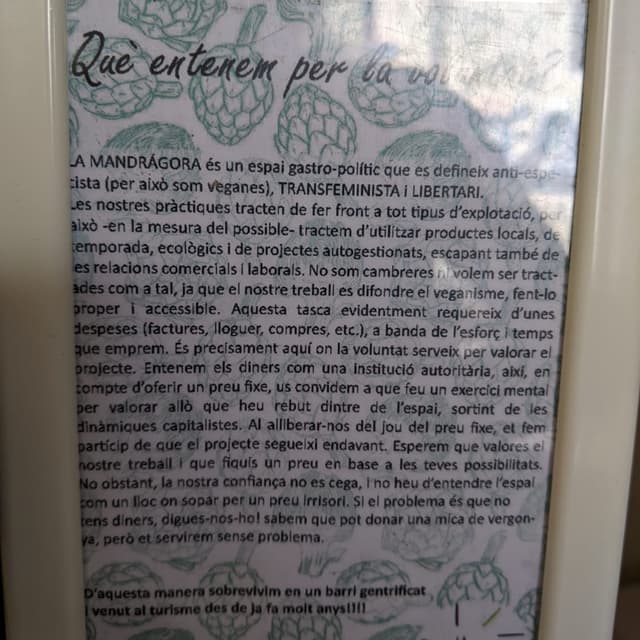 Què entenem per la voluntat?
LA MANDRÁGORA és un espai gastro-polític que es defineix anti-espe-
cista (per això som veganes), TRANSFEMINISTA i LIBERTARI.
Les nostres pràctiques tracten de fer front a tot tipus d'explotació, per
això -en la mesura del possible- tractem d'utilitzar productes locals, de
temporada, ecològics i de projectes autogestionats, escapant també de
les relacions comercials i laborals. No som cambreres ni volem ser tract-
ades com a tal, ja que el nostre treball es difondre el veganisme, fent-lo
proper i accessible. Aquesta tasca evidentment requereix d'unes
despeses (factures, lloguer, compres, etc.), a banda de l'esforç i temps
que emprem. És precisament aquí on la voluntat serveix per valorar el
projecte. Entenem els diners com una institució autoritària, així, en
compte d'oferir un preu fixe, us convidem a que feu un exercici mental
per valorar allò que heu rebut dintre de l'espai, sortint de les
dinàmiques capitalistes. Al alliberar-nos del jou del preu fixe, et fem
partícip de que el projecte segueixi endavant. Esperem que valores el
nostre treball i que fiquis un preu en base a les teves possibilitats.
No obstant, la nostra confiança no es cega, i no heu d'entendre l'espai
com un lloc on sopar per un preu irrisori. Si el problema és que no
tens diners, digues-nos-ho! sabem que pot donar una mica de vergon-
ya, però et servirem sense problema.
D'aquesta manera sobrevivim en un barri gentrificat
i venut al turisme des de ja fa molt anys!!!!